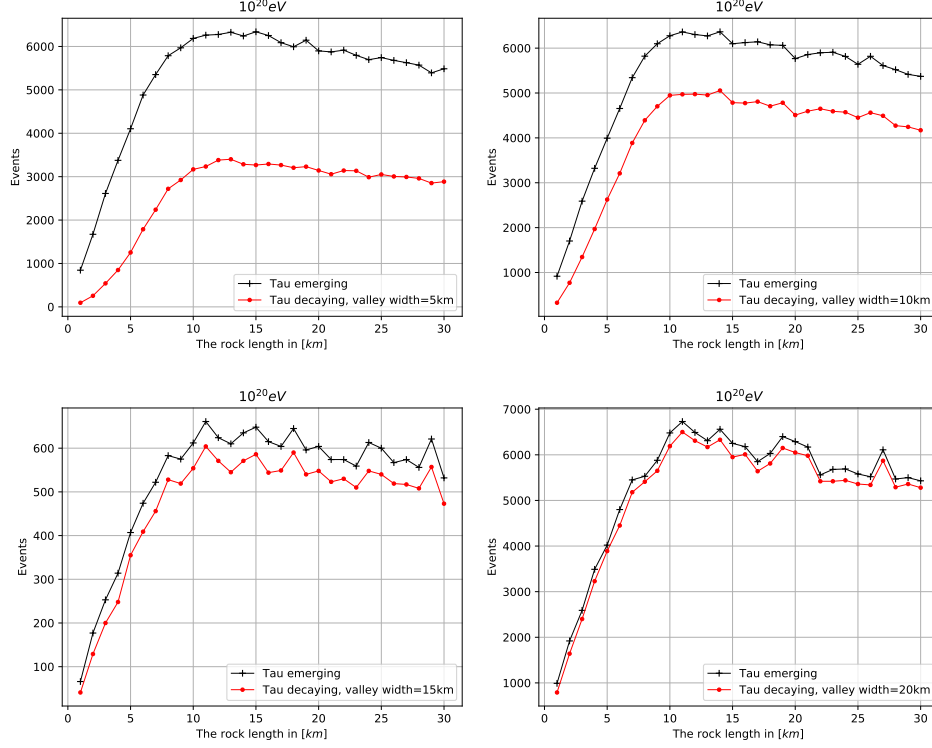 10^{20}eV
6000
5000
4000
3000
2000
1000
0
Events
Tau emerging
Tau decaying, valley width=5km
0 5 10 15 20 25 30
The rock length in [km]
10^{20}eV
6000
5000
4000
3000
2000
1000
Events
Tau emerging
Tau decaying, valley width=10km
0 5 10 15 20 25 30
The rock length in [km]
10^{20}eV
600
500
400
300
200
100
Events
Tau emerging
Tau decaying, valley width=15km
0 5 10 15 20 25 30
The rock length in [km]
10^{20}eV
7000
6000
5000
4000
3000
2000
1000
Events
Tau emerging
Tau decaying, valley width=20km
0 5 10 15 20 25 30
The rock length in [km]